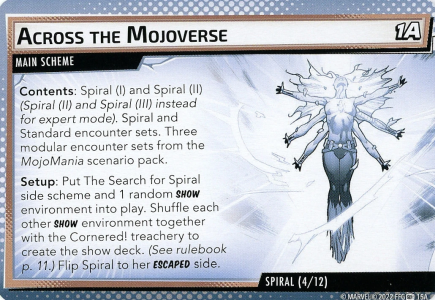 ACROSS THE MOJOVERSE
1A
MAIN SCHEME
Contents: Spiral (I) and Spiral (II)
(Spiral (II) and Spiral (III) instead
for expert mode). Spiral and
Standard encounter sets. Three
modular encounter sets from the
MojoMania scenario pack.
Setup: Put The Search for Spiral
side scheme and 1 random SHOW
environment into play. Shuffle each
other SHOW environment together
with the Cornered! treachery to
create the show deck. (See rulebook
p. 11.) Flip Spiral to her ESCAPED side.
SPIRAL (4/12)
© MARVEL © 2022 FFG 15A